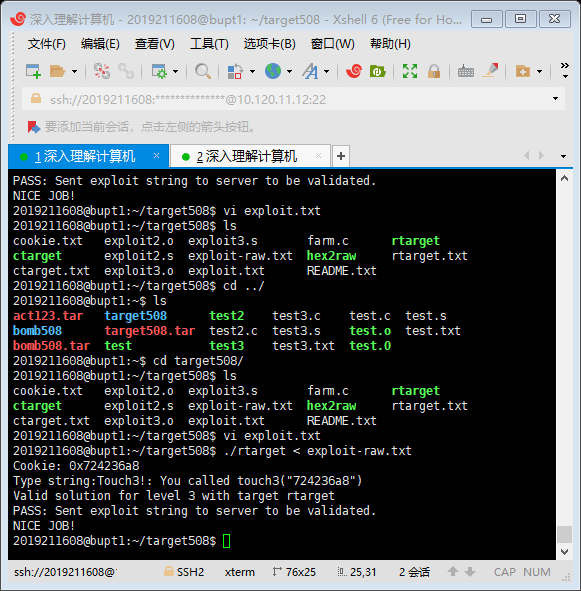 深入理解计算机 - 2019211608@bupt1: ~/target508 - Xshell 6 (Free for Ho...
文件(F) 编辑(E) 查看(V) 工具(T) 选项卡(B) 窗口(W) 帮助(H)
ssh://2019211608:**************@10.120.11.12:22
要添加当前会话，点击左侧的箭头按钮。
1 深入理解计算机 × 2 深入理解计算机 × +
PASS: Sent exploit string to server to be validated.
NICE JOB!
2019211608@bupt1:~/target508$ vi exploit.txt
2019211608@bupt1:~/target508$ ls
cookie.txt exploit2.o exploit3.s farm.c rtarget
ctarget exploit2.s exploit-raw.txt hex2raw rtarget.txt
ctarget.txt exploit3.o exploit.txt README.txt
2019211608@bupt1:~/target508$ cd ../
2019211608@bupt1:~$ ls
act123.tar target508 test2 test3.c test.c test.s
bomb508 target508.tar test2.c test3.s test.o test.txt
bomb508.tar test test3 test3.txt test.O
2019211608@bupt1:~$ cd target508/
2019211608@bupt1:~/target508$ ls
cookie.txt exploit2.o exploit3.s farm.c rtarget
ctarget exploit2.s exploit-raw.txt hex2raw rtarget.txt
ctarget.txt exploit3.o exploit.txt README.txt
2019211608@bupt1:~/target508$ vi exploit.txt
2019211608@bupt1:~/target508$ ./rtarget < exploit-raw.txt
Cookie: 0x724236a8
Type string:Touch3!: You called touch3("724236a8")
Valid solution for level 3 with target rtarget
PASS: Sent exploit string to server to be validated.
NICE JOB!
2019211608@bupt1:~/target508$
ssh://2019211608@ SSH2 xterm 76x25 25,31 2 会话 CAP NUM